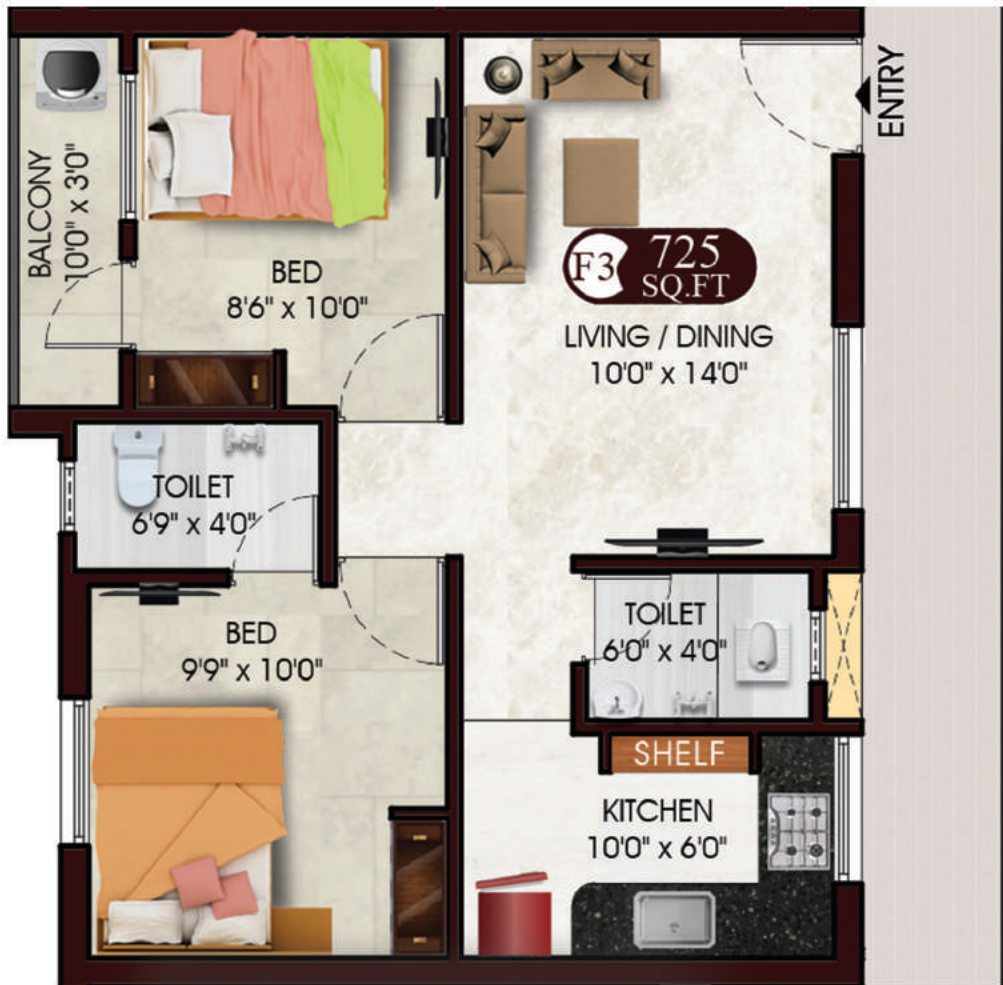 ENTRY
BALCONY
10'0" x 3'0"
BED
8'6" x 10'0"
F3
725
SQ.FT
LIVING / DINING
10'0" x 14'0"
TOILET
6'9" x 4'0"
BED
9'9" x 10'0"
TOILET
6'0" x 4'0"
SHELF
KITCHEN
10'0" x 6'0"